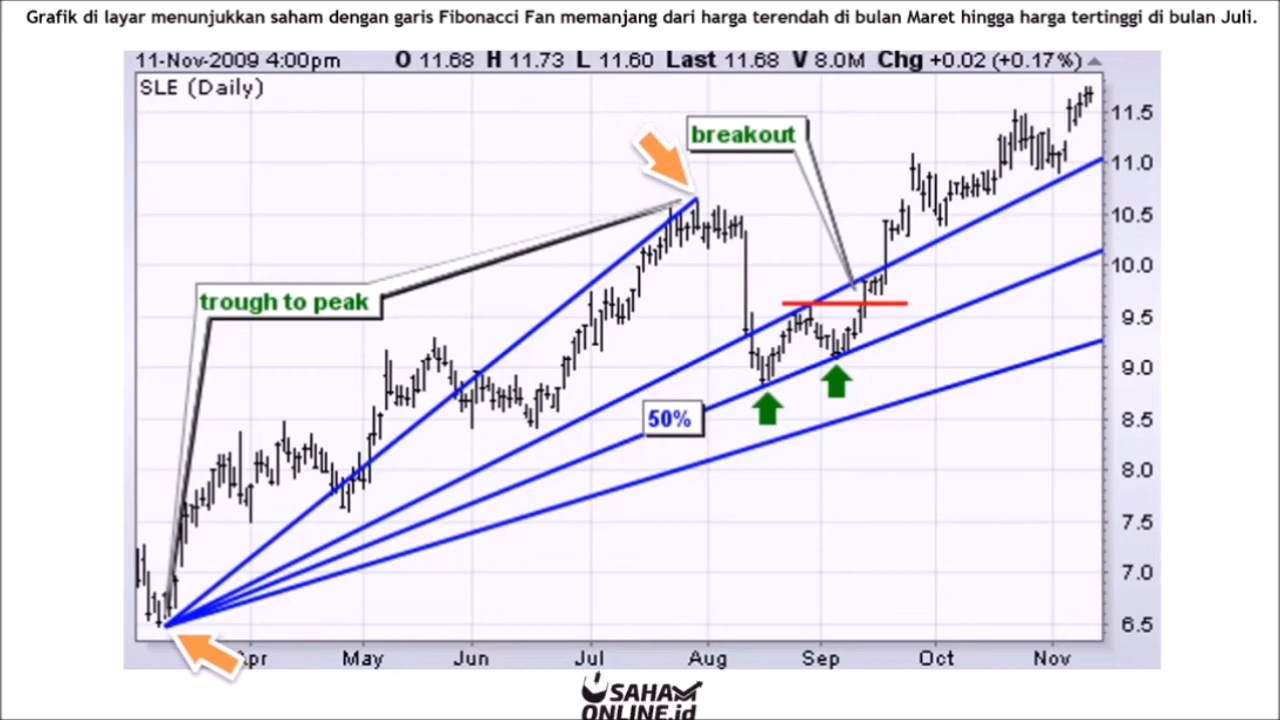 Grafik di layar menunjukkan saham dengan garis Fibonacci Fan memanjang dari harga terendah di bulan Maret hingga harga tertinggi di bulan Juli.
11-Nov-2009 4:00pm O 11.68 H 11.73 L 11.60 Last 11.68 V 8.0M Chg +0.02 (+0.17%)
SLE (Daily)
breakout
trough to peak
50%
11.5
11.0
10.5
10.0
9.5
9.0
8.5
8.0
7.5
7.0
6.5
Apr May Jun Jul Aug Sep Oct Nov
SAHAM
ONLINE.id